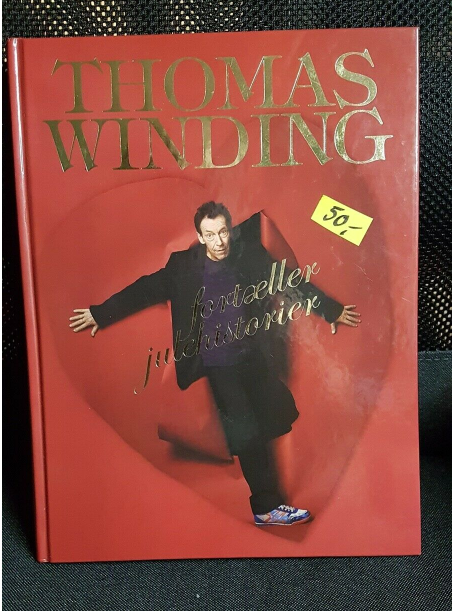 THOMAS
WINDING
50,-
fortæller
julehistorier